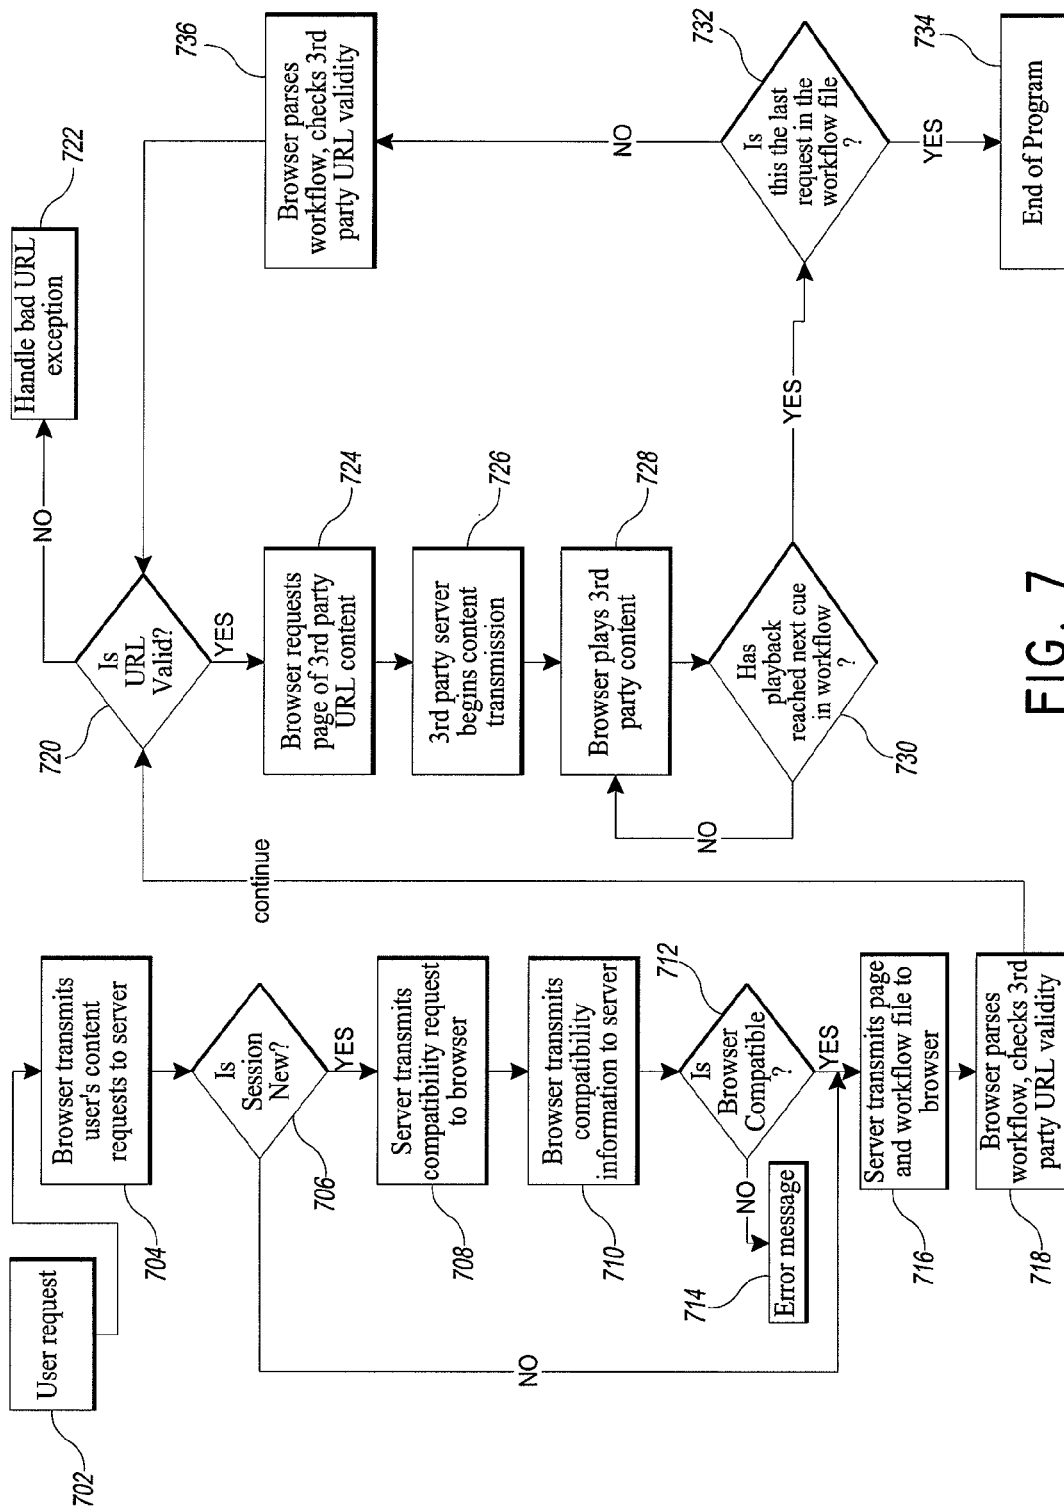 702
User request
704
Browser transmits
user's content
requests to server
706
Is
Session
New?
YES
NO
708
Server transmits
compatibility request
to browser
710
Browser transmits
compatibility
information to server
712
Is
Browser
Compatible
?
NO
YES
714
Error message
716
Server transmits page
and workflow file to
browser
718
Browser parses
workflow, checks 3rd
party URL validity
continue
720
Is
URL
Valid?
NO
YES
722
Handle bad URL
exception
724
Browser requests
page of 3rd party
URL content
726
3rd party server
begins content
transmission
728
Browser plays 3rd
party content
730
Has
playback
reached next cue
in workflow
?
NO
YES
732
Is
this the last
request in the
workflow file
?
NO
YES
734
End of Program
736
Browser parses
workflow, checks 3rd
party URL validity
FIG. 7